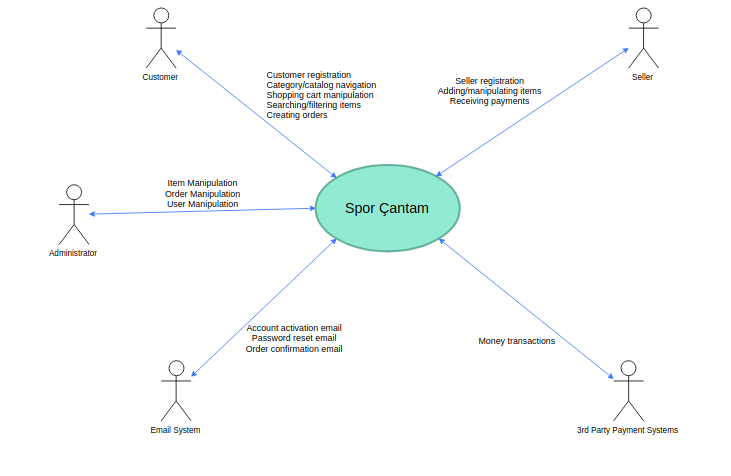 Customer
Seller
Customer registration
Category/catalog navigation
Shopping cart manipulation
Searching/filtering items
Creating orders
Seller registration
Adding/manipulating items
Receiving payments
Item Manipulation
Order Manipulation
User Manipulation
Spor Çantam
Administrator
Account activation email
Password reset email
Order confirmation email
Money transactions
Email System
3rd Party Payment Systems